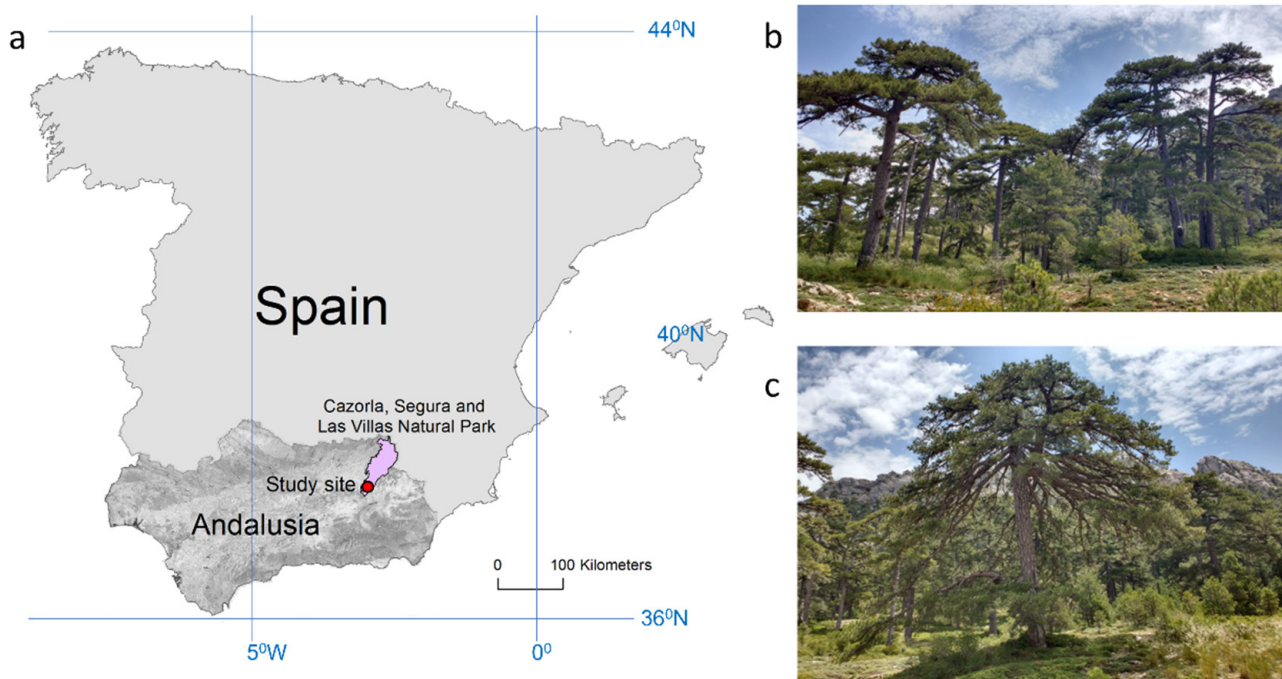 a
44⁰N
b
Spain
40⁰N
c
Cazorla, Segura and
Las Villas Natural Park
Study site
Andalusia
0 100 Kilometers
36⁰N
5⁰W
0⁰